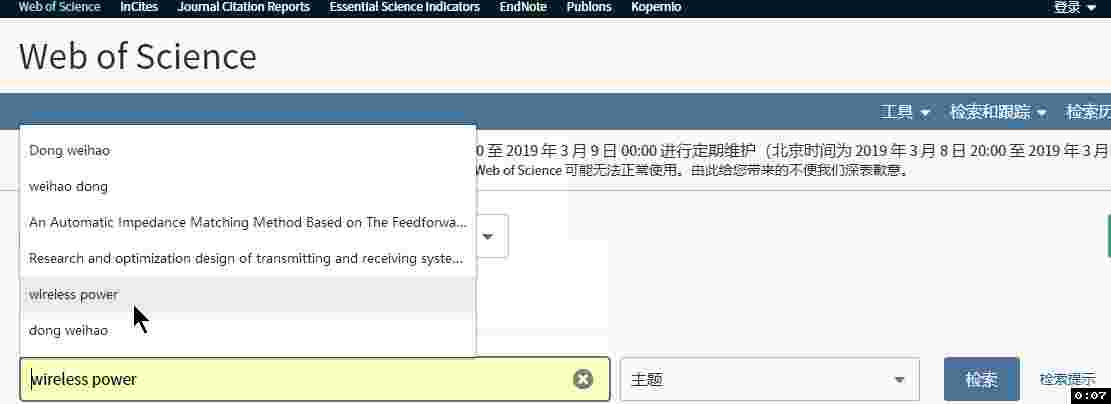 Web of Science InCites Journal Citation Reports Essential Science Indicators EndNote Publons Kopernio 登录
Web of Science
工具 检索和跟踪 检索历
Dong weihao
0 至 2019 年 3 月 9 日 00:00 进行定期维护（北京时间为 2019 年 3 月 8 日 20:00 至 2019 年 3 月
Web of Science 可能无法正常使用。由此给您带来的不便我们深表歉意。
weihao dong
An Automatic Impedance Matching Method Based on The Feedforwa...
Research and optimization design of transmitting and receiving syste...
wireless power
dong weihao
wireless power 主题 检索 检索提示
0:07